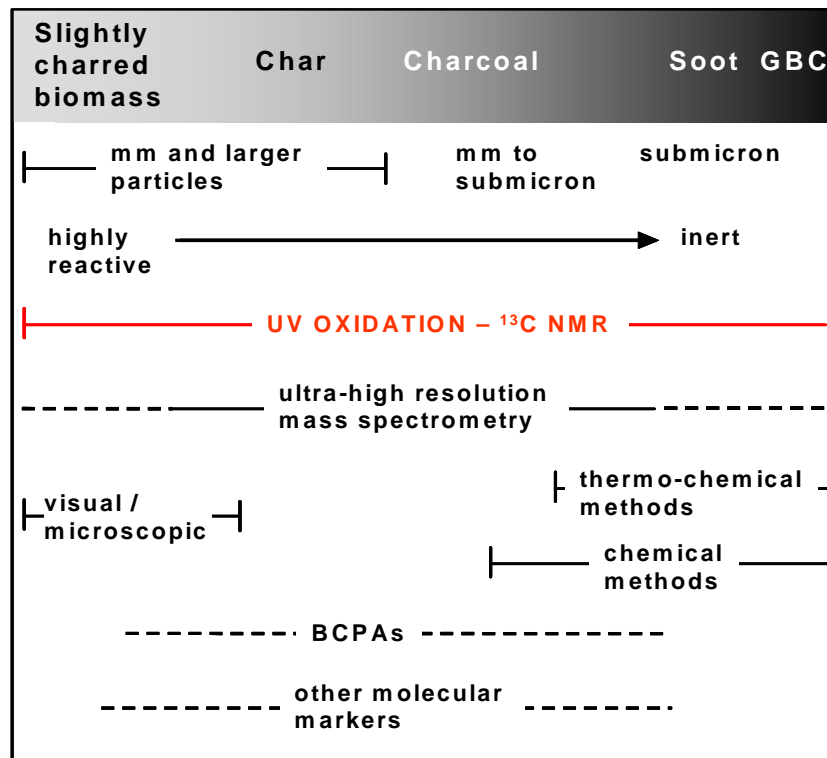 Slightly
charred
biomass
Char
Charcoal
Soot
GBC
mm and larger
particles
mm to
submicron
submicron
highly
reactive
inert
UV OXIDATION – ¹³C NMR
ultra-high resolution
mass spectrometry
thermo-chemical
methods
visual /
microscopic
chemical
methods
BCPAs
other molecular
markers